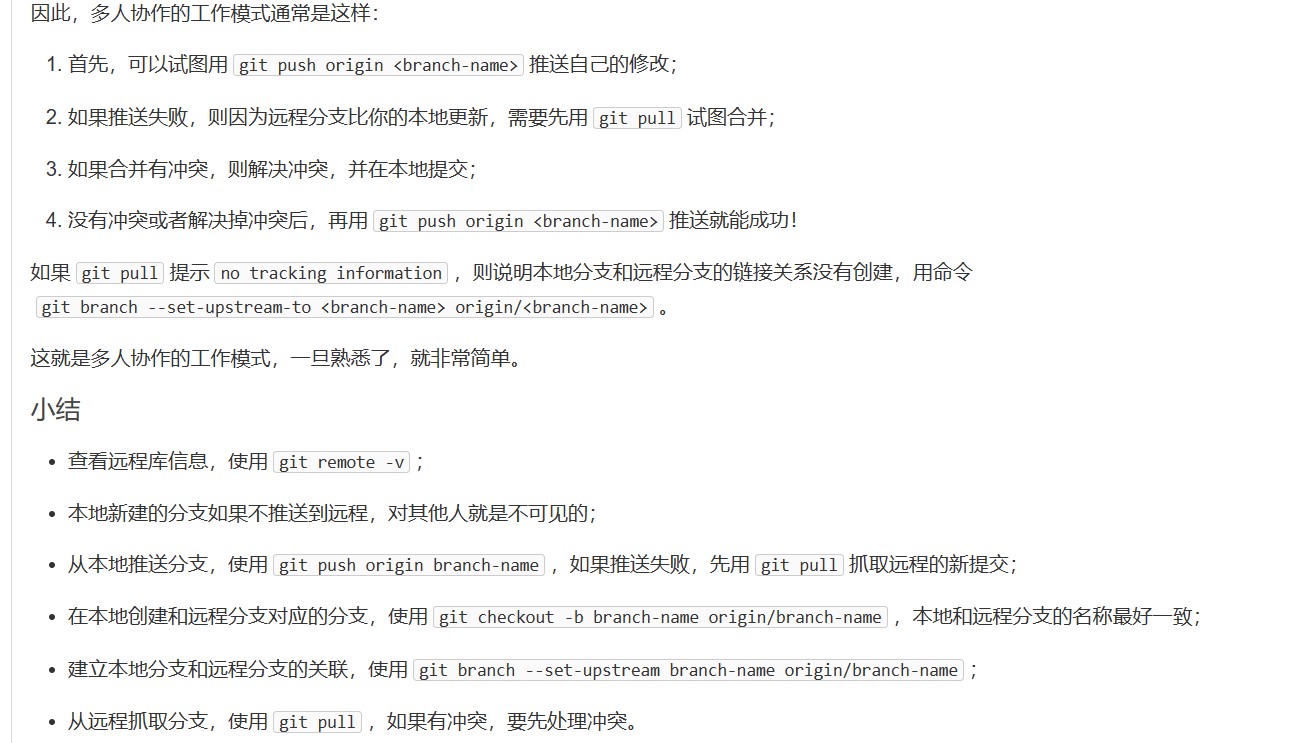 因此，多人协作的工作模式通常是这样：
1. 首先，可以试图用 git push origin <branch-name> 推送自己的修改；
2. 如果推送失败，则因为远程分支比你的本地更新，需要先用 git pull 试图合并；
3. 如果合并有冲突，则解决冲突，并在本地提交；
4. 没有冲突或者解决掉冲突后，再用 git push origin <branch-name> 推送就能成功！
如果 git pull 提示 no tracking information ，则说明本地分支和远程分支的链接关系没有创建，用命令
git branch --set-upstream-to <branch-name> origin/<branch-name> 。
这就是多人协作的工作模式，一旦熟悉了，就非常简单。
小结
• 查看远程库信息，使用 git remote -v ；
• 本地新建的分支如果不推送到远程，对其他人就是不可见的；
• 从本地推送分支，使用 git push origin branch-name ，如果推送失败，先用 git pull 抓取远程的新提交；
• 在本地创建和远程分支对应的分支，使用 git checkout -b branch-name origin/branch-name ，本地和远程分支的名称最好一致；
• 建立本地分支和远程分支的关联，使用 git branch --set-upstream branch-name origin/branch-name ；
• 从远程抓取分支，使用 git pull ，如果有冲突，要先处理冲突。